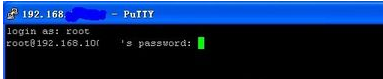 192.168. - PuTTY
login as: root
root@192.168.10 's password: